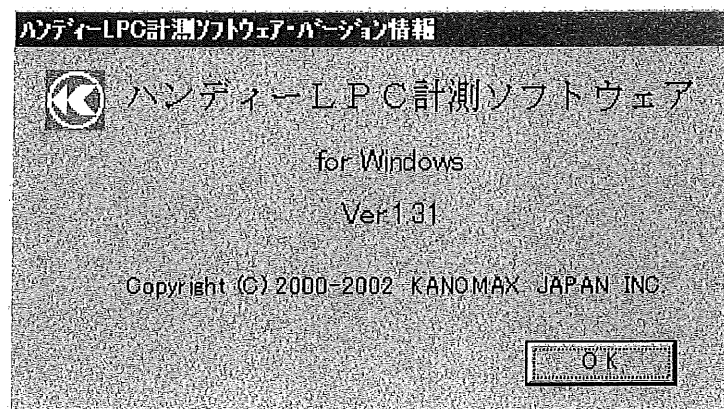 ﾊﾝﾃﾞｨｰLPC計測ｿﾌﾄｳｪｱ･ﾊﾞｰｼﾞｮﾝ情報
ハンディーＬＰＣ計測ソフトウェア
for Windows
Ver.1.31
Copyright (C) 2000-2002 KANOMAX JAPAN INC.
ＯＫ